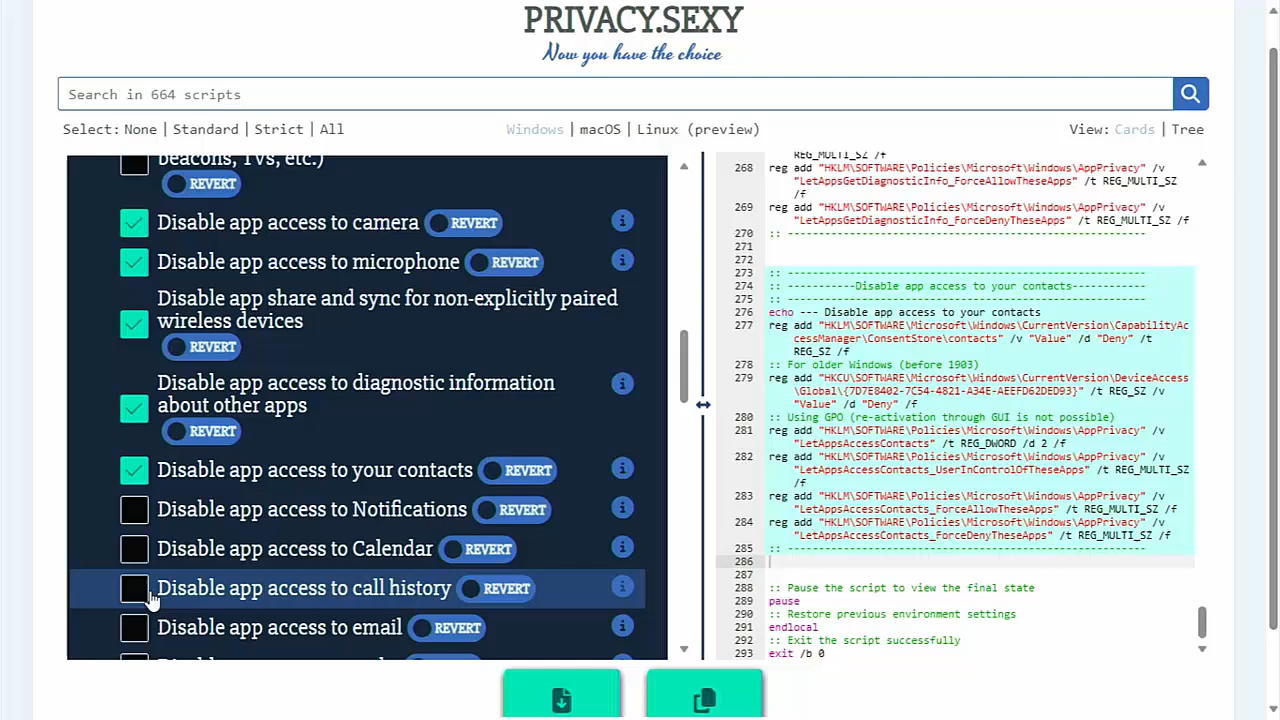 PRIVACY.SEXY
Now you have the choice
Search in 664 scripts
Select: None | Standard | Strict | All
Windows | macOS | Linux (preview)
View: Cards | Tree
beacons, TVs, etc.)
REVERT
Disable app access to camera REVERT
Disable app access to microphone REVERT
Disable app share and sync for non-explicitly paired
wireless devices
REVERT
Disable app access to diagnostic information
about other apps
REVERT
Disable app access to your contacts REVERT
Disable app access to Notifications REVERT
Disable app access to Calendar REVERT
Disable app access to call history REVERT
Disable app access to email REVERT
REG_MULTI_SZ /f
268 reg add "HKLM\SOFTWARE\Policies\Microsoft\Windows\AppPrivacy" /v
"LetAppsGetDiagnosticInfo_ForceAllowTheseApps" /t REG_MULTI_SZ
/f
269 reg add "HKLM\SOFTWARE\Policies\Microsoft\Windows\AppPrivacy" /v
"LetAppsGetDiagnosticInfo_ForceDenyTheseApps" /t REG_MULTI_SZ /f
270 :: ----------------------------------------------------------
271
272
273 :: ----------------------------------------------------------
274 :: -----------Disable app access to your contacts------------
275 :: ----------------------------------------------------------
276 echo --- Disable app access to your contacts
277 reg add "HKLM\SOFTWARE\Microsoft\Windows\CurrentVersion\CapabilityAc
cessManager\ConsentStore\contacts" /v "Value" /d "Deny" /t
REG_SZ /f
278 :: For older Windows (before 1903)
279 reg add "HKCU\SOFTWARE\Microsoft\Windows\CurrentVersion\DeviceAccess
\Global\{7D7E8402-7C54-4821-A34E-AEEFD62DED93}" /t REG_SZ /v
"Value" /d "Deny" /f
280 :: Using GPO (re-activation through GUI is not possible)
281 reg add "HKLM\SOFTWARE\Policies\Microsoft\Windows\AppPrivacy" /v
"LetAppsAccessContacts" /t REG_DWORD /d 2 /f
282 reg add "HKLM\SOFTWARE\Policies\Microsoft\Windows\AppPrivacy" /v
"LetAppsAccessContacts_UserInControlOfTheseApps" /t REG_MULTI_SZ
/f
283 reg add "HKLM\SOFTWARE\Policies\Microsoft\Windows\AppPrivacy" /v
"LetAppsAccessContacts_ForceAllowTheseApps" /t REG_MULTI_SZ /f
284 reg add "HKLM\SOFTWARE\Policies\Microsoft\Windows\AppPrivacy" /v
"LetAppsAccessContacts_ForceDenyTheseApps" /t REG_MULTI_SZ /f
285 :: ----------------------------------------------------------
286
287
288 :: Pause the script to view the final state
289 pause
290 :: Restore previous environment settings
291 endlocal
292 :: Exit the script successfully
293 exit /b 0